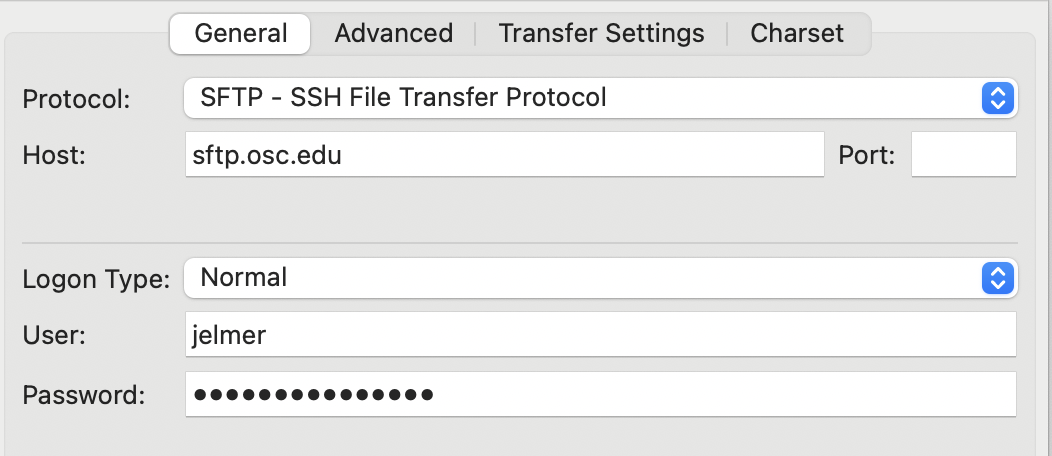 General Advanced Transfer Settings Charset
Protocol: SFTP - SSH File Transfer Protocol
Host: sftp.osc.edu Port:
Logon Type: Normal
User: jelmer
Password: ●●●●●●●●●●●●●●●